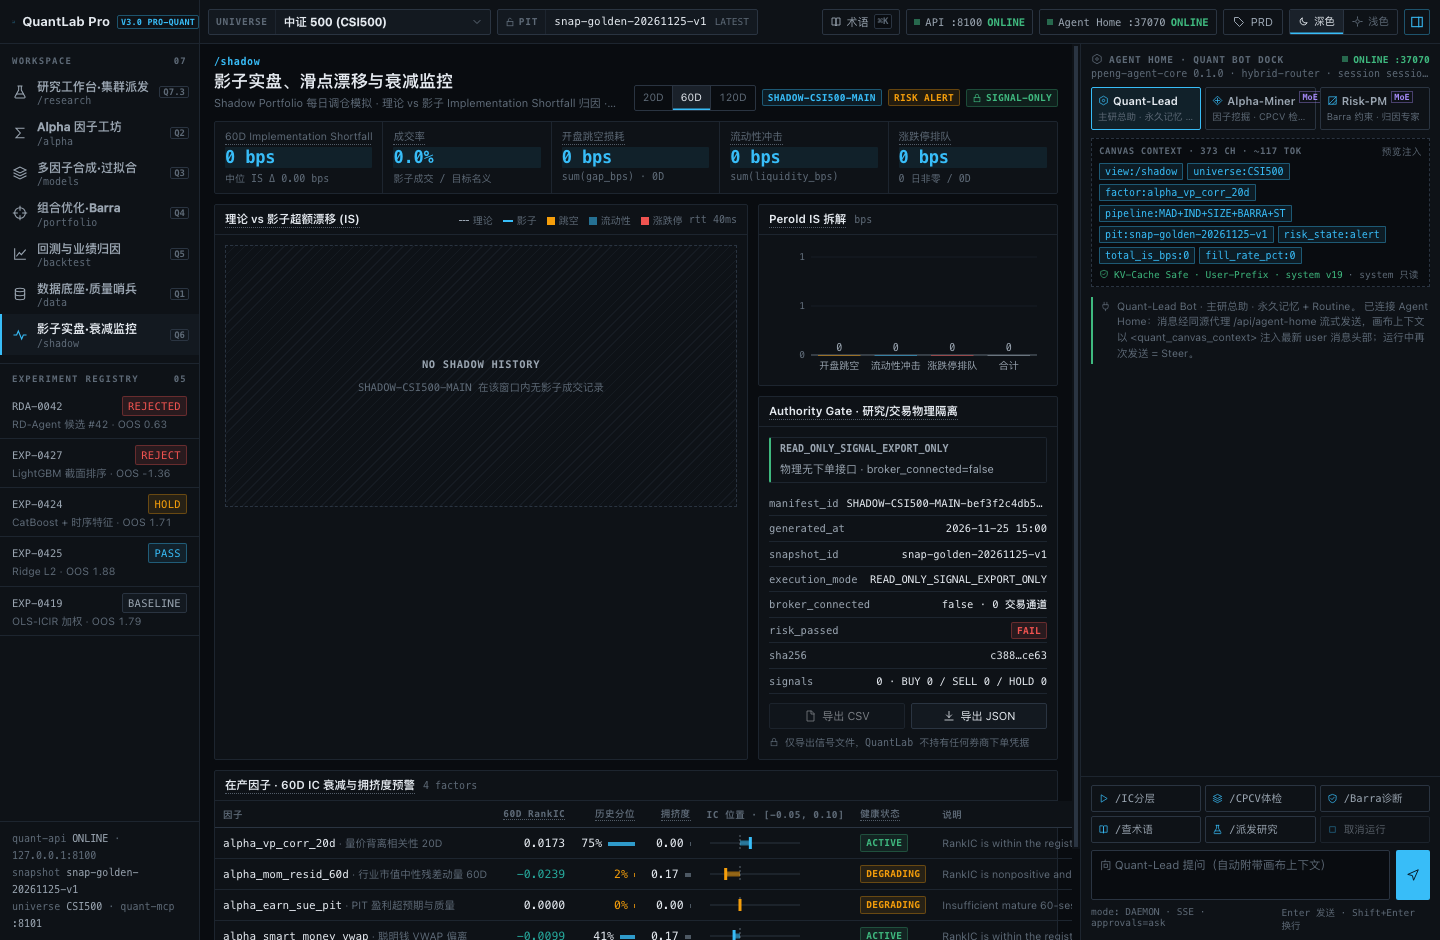 QuantLab Pro V3.0 PRO-QUANT
UNIVERSE 中证 500 (CSI500)
PIT snap-golden-20261125-v1 LATEST
术语 ⌘K
API :8100 ONLINE
Agent Home :37070 ONLINE
PRD
深色 浅色
WORKSPACE 07
研究工作台·集群派发 Q7.3
/research
Alpha 因子工坊 Q2
/alpha
多因子合成·过拟合 Q3
/models
组合优化·Barra Q4
/portfolio
回测与业绩归因 Q5
/backtest
数据底座·质量哨兵 Q1
/data
影子实盘·衰减监控 Q6
/shadow
EXPERIMENT REGISTRY 05
RDA-0042 REJECTED
RD-Agent 候选 #42 · OOS 0.63
EXP-0427 REJECT
LightGBM 截面排序 · OOS -1.36
EXP-0424 HOLD
CatBoost + 时序特征 · OOS 1.71
EXP-0425 PASS
Ridge L2 · OOS 1.88
EXP-0419 BASELINE
OLS-ICIR 加权 · OOS 1.79
quant-api ONLINE ·
127.0.0.1:8100
snapshot snap-golden-
20261125-v1
universe CSI500 · quant-mcp
:8101
/shadow
影子实盘、滑点漂移与衰减监控
Shadow Portfolio 每日调仓模拟 · 理论 vs 影子 Implementation Shortfall 归因 ·...
20D 60D 120D SHADOW-CSI500-MAIN RISK ALERT SIGNAL-ONLY
60D Implementation Shortfall
0 bps
中位 IS Δ 0.00 bps
成交率
0.0%
影子成交 / 目标名义
开盘跳空损耗
0 bps
sum(gap_bps) · 0D
流动性冲击
0 bps
sum(liquidity_bps)
涨跌停排队
0 bps
0 日非零 / 0D
理论 vs 影子超额漂移 (IS) 理论 影子 跳空 流动性 涨跌停 rtt 40ms
NO SHADOW HISTORY
SHADOW-CSI500-MAIN 在该窗口内无影子成交记录
Perold IS 拆解 bps
1
1
0
0 0 0 0
开盘跳空 流动性冲击 涨跌停排队 合计
Authority Gate · 研究/交易物理隔离
READ_ONLY_SIGNAL_EXPORT_ONLY
物理无下单接口 · broker_connected=false
manifest_id SHADOW-CSI500-MAIN-bef3f2c4db5…
generated_at 2026-11-25 15:00
snapshot_id snap-golden-20261125-v1
execution_mode READ_ONLY_SIGNAL_EXPORT_ONLY
broker_connected false · 0 交易通道
risk_passed FAIL
sha256 c388…ce63
signals 0 · BUY 0 / SELL 0 / HOLD 0
导出 CSV 导出 JSON
仅导出信号文件，QuantLab 不持有任何券商下单凭据
在产因子 · 60D IC 衰减与拥挤度预警 4 factors
因子 60D RankIC 历史分位 拥挤度 IC 位置 · [-0.05, 0.10] 健康状态 说明
alpha_vp_corr_20d · 量价背离相关性 20D 0.0173 75% 0.00 ACTIVE RankIC is within the regist
alpha_mom_resid_60d · 行业市值中性残差动量 60D −0.0239 2% 0.17 DEGRADING RankIC is nonpositive and
alpha_earn_sue_pit · PIT 盈利超预期与质量 0.0000 0% 0.00 DEGRADING Insufficient mature 60-ses
alpha_smart_money_vwap · 聪明钱 VWAP 偏离 −0.0099 41% 0.17 ACTIVE RankIC is within the regist
AGENT HOME · QUANT BOT DOCK ONLINE :37070
ppeng-agent-core 0.1.0 · hybrid-router · session sessio…
Quant-Lead
主研总助 · 永久记忆 ...
Alpha-Miner MoE
因子挖掘 · CPCV 检...
Risk-PM MoE
Barra 约束 · 归因专家
CANVAS CONTEXT · 373 CH · ~117 TOK 预览注入
view:/shadow universe:CSI500
factor:alpha_vp_corr_20d
pipeline:MAD+IND+SIZE+BARRA+ST
pit:snap-golden-20261125-v1 risk_state:alert
total_is_bps:0 fill_rate_pct:0
KV-Cache Safe · User-Prefix · system v19 · system 只读
Quant-Lead Bot · 主研总助 · 永久记忆 + Routine。 已连接 Agent
Home：消息经同源代理 /api/agent-home 流式发送，画布上下文
以 <quant_canvas_context> 注入最新 user 消息头部；运行中再
次发送 = Steer。
/IC分层 /CPCV体检 /Barra诊断
/查术语 /派发研究 取消运行
向 Quant-Lead 提问（自动附带画布上下文）
mode: DAEMON · SSE ·
approvals=ask
Enter 发送 · Shift+Enter
换行